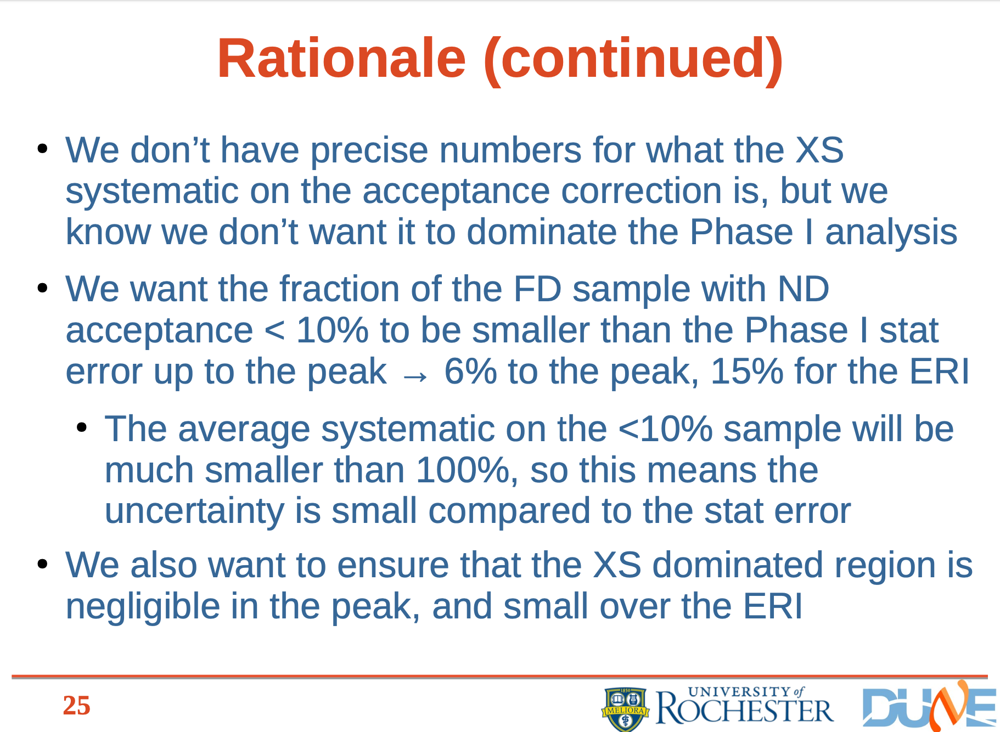 Rationale (continued)
• We don’t have precise numbers for what the XS
systematic on the acceptance correction is, but we
know we don’t want it to dominate the Phase I analysis
• We want the fraction of the FD sample with ND
acceptance < 10% to be smaller than the Phase I stat
error up to the peak → 6% to the peak, 15% for the ERI
• The average systematic on the <10% sample will be
much smaller than 100%, so this means the
uncertainty is small compared to the stat error
• We also want to ensure that the XS dominated region is
negligible in the peak, and small over the ERI
25
1850
MELIORA
UNIVERSITY of
ROCHESTER
DUNE